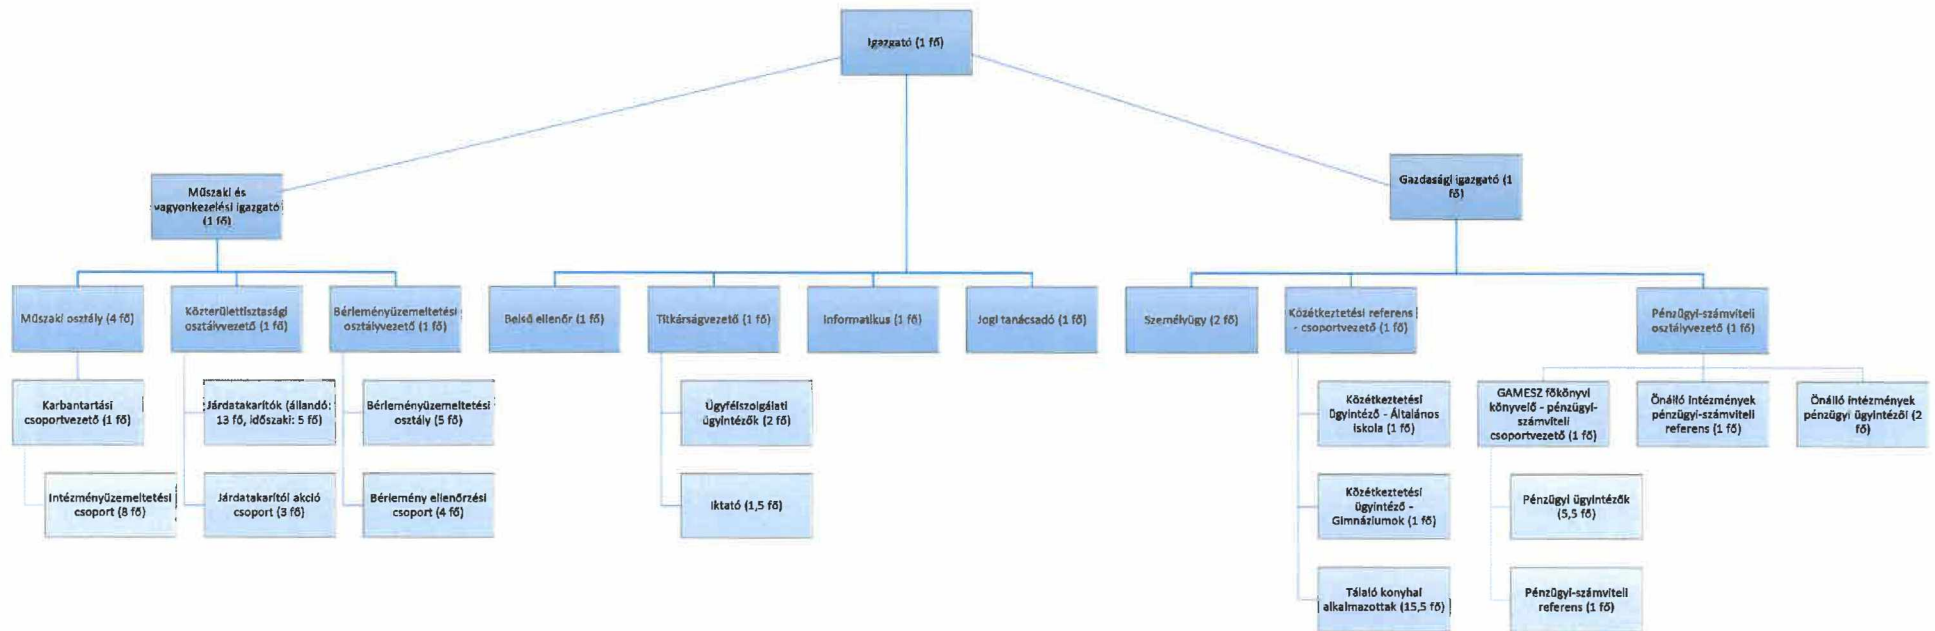 Igazgató (1 fő)
Műszaki és
vagyonkezelési igazgató
(1 fő)
Gazdasági igazgató (1
fő)
Műszaki osztály (4 fő)
Közterülettisztasági
osztályvezető (1 fő)
Bérleményüzemeltetési
osztályvezető (1 fő)
Belső ellenőr (1 fő)
Titkárságvezető (1 fő)
Informatikus (1 fő)
Jogi tanácsadó (1 fő)
Személyügy (2 fő)
Közétkeztetési referens
- csoportvezető (1 fő)
Pénzügyi-számviteli
osztályvezető (1 fő)
Karbantartási
csoportvezető (1 fő)
Intézményüzemeltetési
csoport (8 fő)
Járdatakarítók (állandó:
13 fő, időszaki: 5 fő)
Járdatakarítói akció
csoport (3 fő)
Bérleményüzemeltetési
osztály (5 fő)
Bérlemény ellenőrzési
csoport (4 fő)
Ügyfélszolgálati
ügyintézők (2 fő)
Iktató (1,5 fő)
Közétkeztetési
ügyintéző - Általános
iskola (1 fő)
Közétkeztetési
ügyintéző -
Gimnáziumok (1 fő)
Tálaló konyhai
alkalmazottak (15,5 fő)
GAMESZ főkönyvi
könyvelő - pénzügyi-
számviteli
csoportvezető (1 fő)
Pénzügyi ügyintézők
(5,5 fő)
Pénzügyi-számviteli
referens (1 fő)
Önálló intézmények
pénzügyi-számviteli
referens (1 fő)
Önálló intézmények
pénzügyi ügyintézői (2
fő)